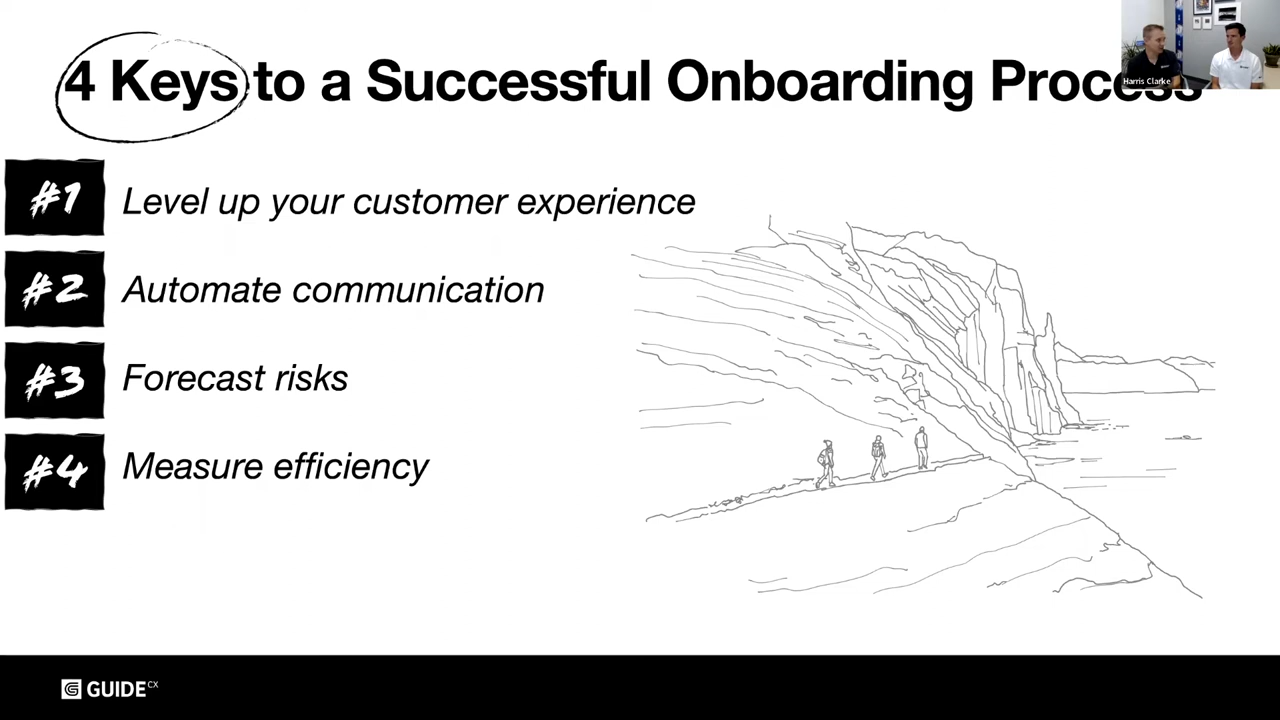 4 Keys to a Successful Onboarding Process
Harris Clarke
#1 Level up your customer experience
#2 Automate communication
#3 Forecast risks
#4 Measure efficiency
GUIDE CX